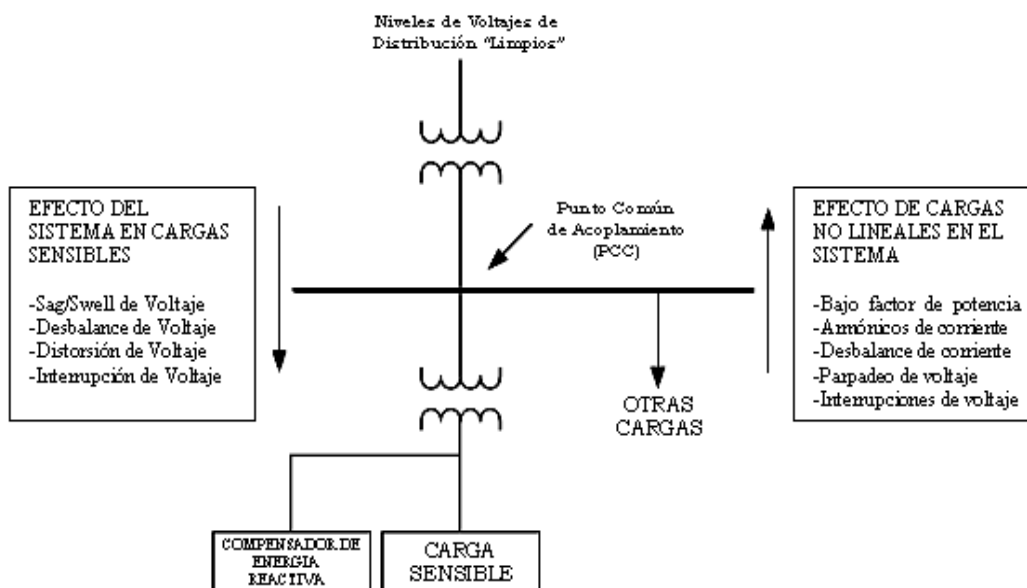 Niveles de Voltajes de
Distribución "Limpios"
EFECTO DEL
SISTEMA EN CARGAS
SENSIBLES
-Sag/Swell de Voltaje
-Desbalance de Voltaje
-Distorsión de Voltaje
-Interrupción de Voltaje
Punto Común
de Acoplamiento
(PCC)
EFECTO DE CARGAS
NO LINEALES EN EL
SISTEMA
-Bajo factor de potencia
-Armónicos de corriente
-Desbalance de corriente
-Parpadeo de voltaje
-Interrupciones de voltaje
OTRAS
CARGAS
COMPENSADOR DE
ENERGIA
REACTIVA
CARGA
SENSIBLE